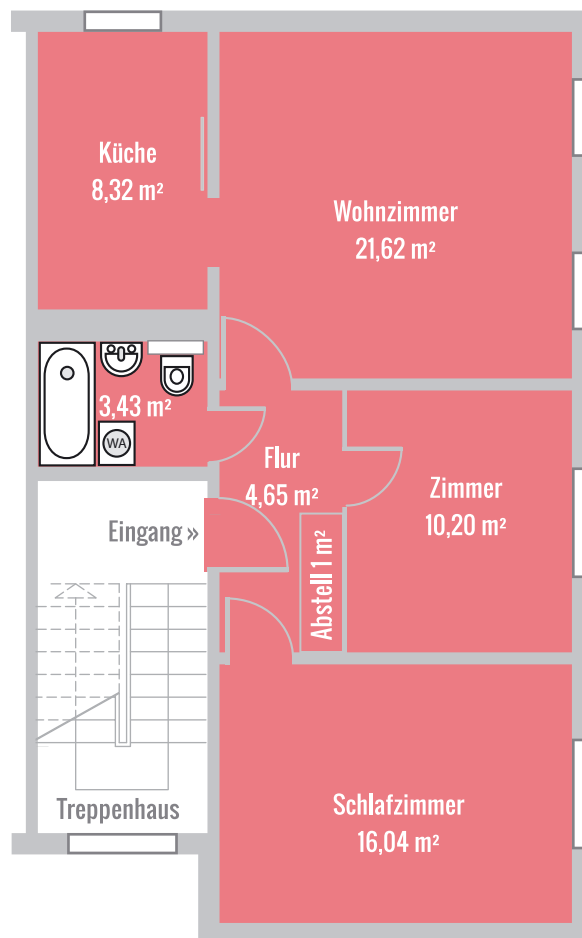 Küche
8,32 m²
Wohnzimmer
21,62 m²
3,43 m²
WA
Flur
4,65 m²
Zimmer
10,20 m²
Eingang »
Abstell 1 m²
Treppenhaus
Schlafzimmer
16,04 m²